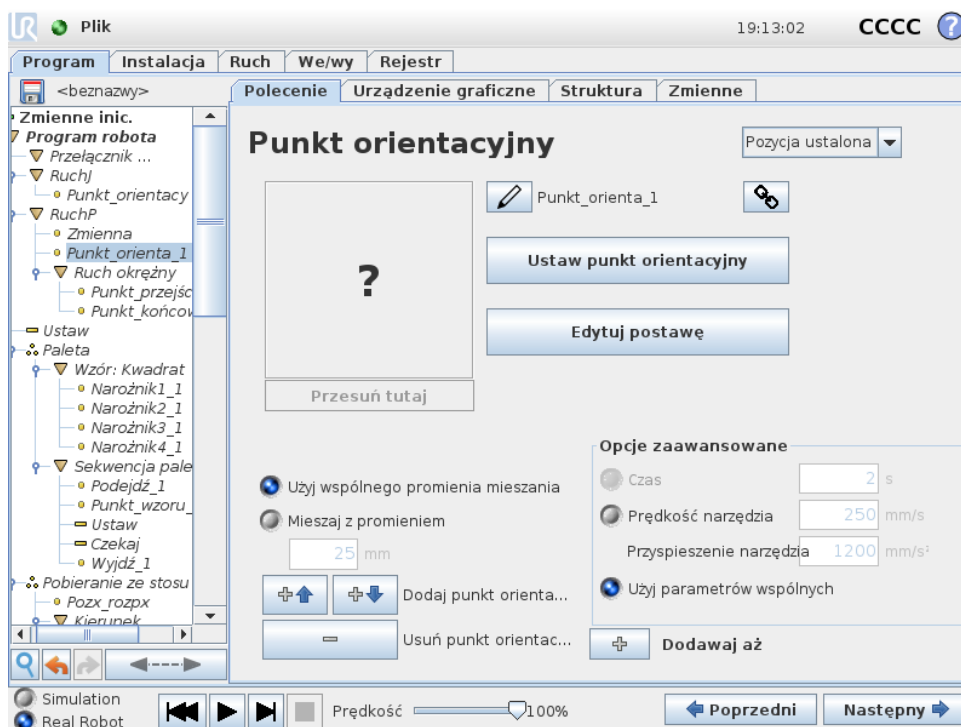 UR Plik 19:13:02 CCCC ?
Program Instalacja Ruch We/wy Rejestr
<beznazwy>
Polecenie Urządzenie graficzne Struktura Zmienne
Zmienne inic.
Program robota
Przełącznik ...
RuchJ
Punkt_orientacy
RuchP
Zmienna
Punkt_orienta_1
Ruch okrężny
Punkt_przejśc
Punkt_końcow
Ustaw
Paleta
Wzór: Kwadrat
Narożnik1_1
Narożnik2_1
Narożnik3_1
Narożnik4_1
Sekwencja pale
Podejdź_1
Punkt_wzoru_
Ustaw
Czekaj
Wyjdź_1
Pobieranie ze stosu
Pozx_rozpx
Kierunek
Punkt orientacyjny
Pozycja ustalona
?
Punkt_orienta_1
Ustaw punkt orientacyjny
Edytuj postawę
Przesuń tutaj
Użyj wspólnego promienia mieszania
Mieszaj z promieniem
25 mm
Dodaj punkt orienta...
Usuń punkt orientac...
Opcje zaawansowane
Czas 2 s
Prędkość narzędzia 250 mm/s
Przyspieszenie narzędzia 1200 mm/s²
Użyj parametrów wspólnych
Dodawaj aż
Simulation
Real Robot
Prędkość 100%
Poprzedni
Następny